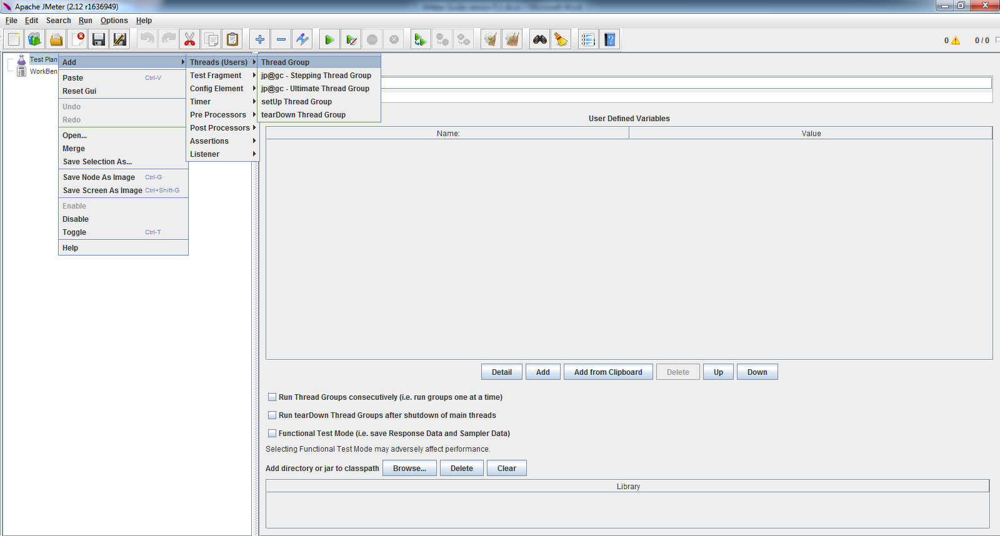 Apache JMeter (2.12 r1636949)
File Edit Search Run Options Help
0 0 / 0
Test Plan
WorkBen
Add
Paste Ctrl-V
Reset Gui
Undo
Redo
Open...
Merge
Save Selection As...
Save Node As Image Ctrl-G
Save Screen As Image Ctrl+Shift-G
Enable
Disable
Toggle Ctrl-T
Help
Threads (Users)
Test Fragment
Config Element
Timer
Pre Processors
Post Processors
Assertions
Listener
Thread Group
jp@gc - Stepping Thread Group
jp@gc - Ultimate Thread Group
setUp Thread Group
tearDown Thread Group
User Defined Variables
Name: Value
Detail Add Add from Clipboard Delete Up Down
Run Thread Groups consecutively (i.e. run groups one at a time)
Run tearDown Thread Groups after shutdown of main threads
Functional Test Mode (i.e. save Response Data and Sampler Data)
Selecting Functional Test Mode may adversely affect performance.
Add directory or jar to classpath Browse... Delete Clear
Library